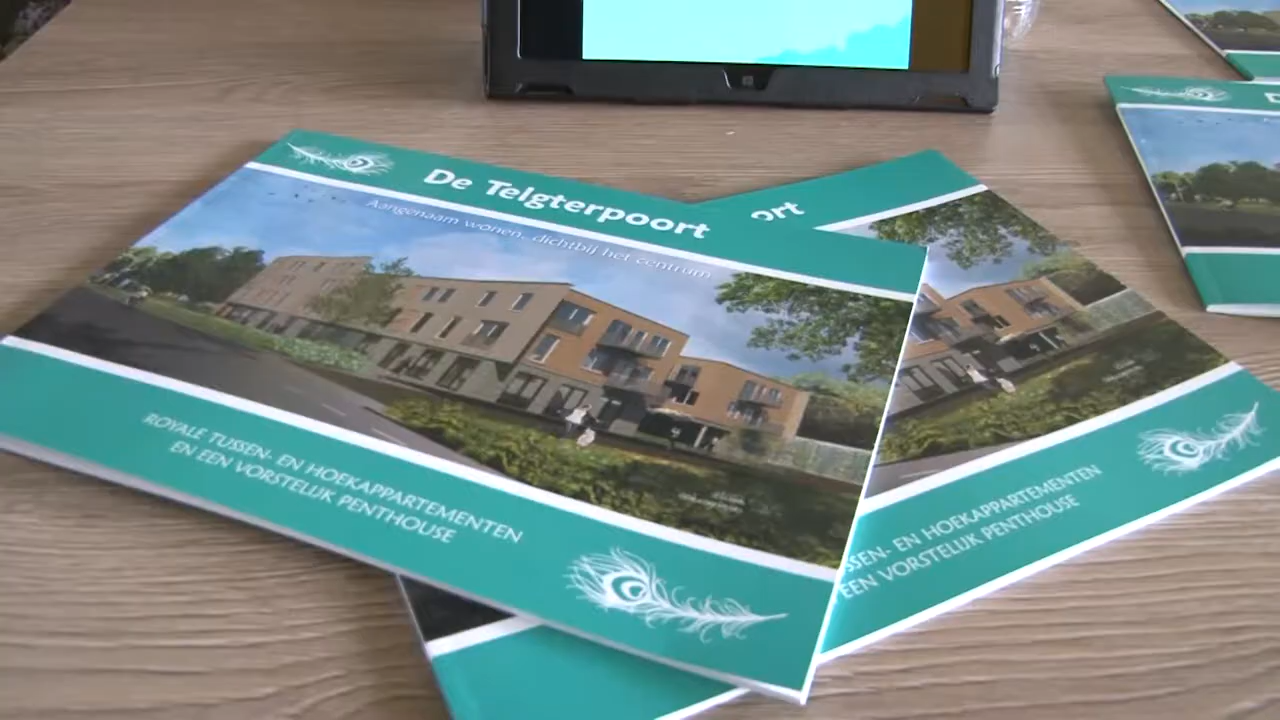 De Telgterpoort
Aangenaam wonen, dichtbij het centrum
ROYALE TUSSEN- EN HOEKAPPARTEMENTEN
EN EEN VORSTELIJK PENTHOUSE
ort
SSEN- EN HOEKAPPARTEMENTEN
EEN VORSTELIJK PENTHOUSE